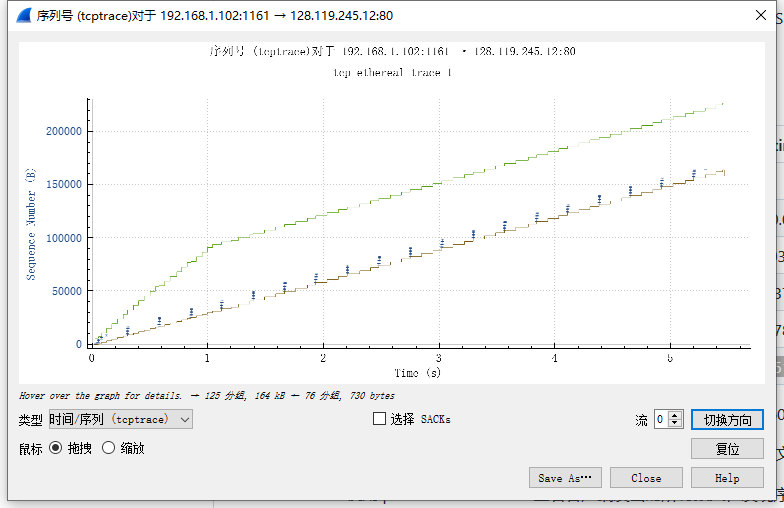 序列号 (tcptrace)对于 192.168.1.102:1161 → 128.119.245.12:80
序列号 (tcptrace)对于 192.168.1.102:1161 → 128.119.245.12:80
tcp-ethereal-trace-1
200000
150000
100000
50000
0
Sequence Number (B)
0 1 2 3 4 5
Time (s)
Hover over the graph for details. → 125 分组, 164 kB ← 76 分组, 730 bytes
类型 时间/序列 (tcptrace) 选择 SACKs 流 0 切换方向
鼠标 拖拽 缩放 复位
Save As… Close Help